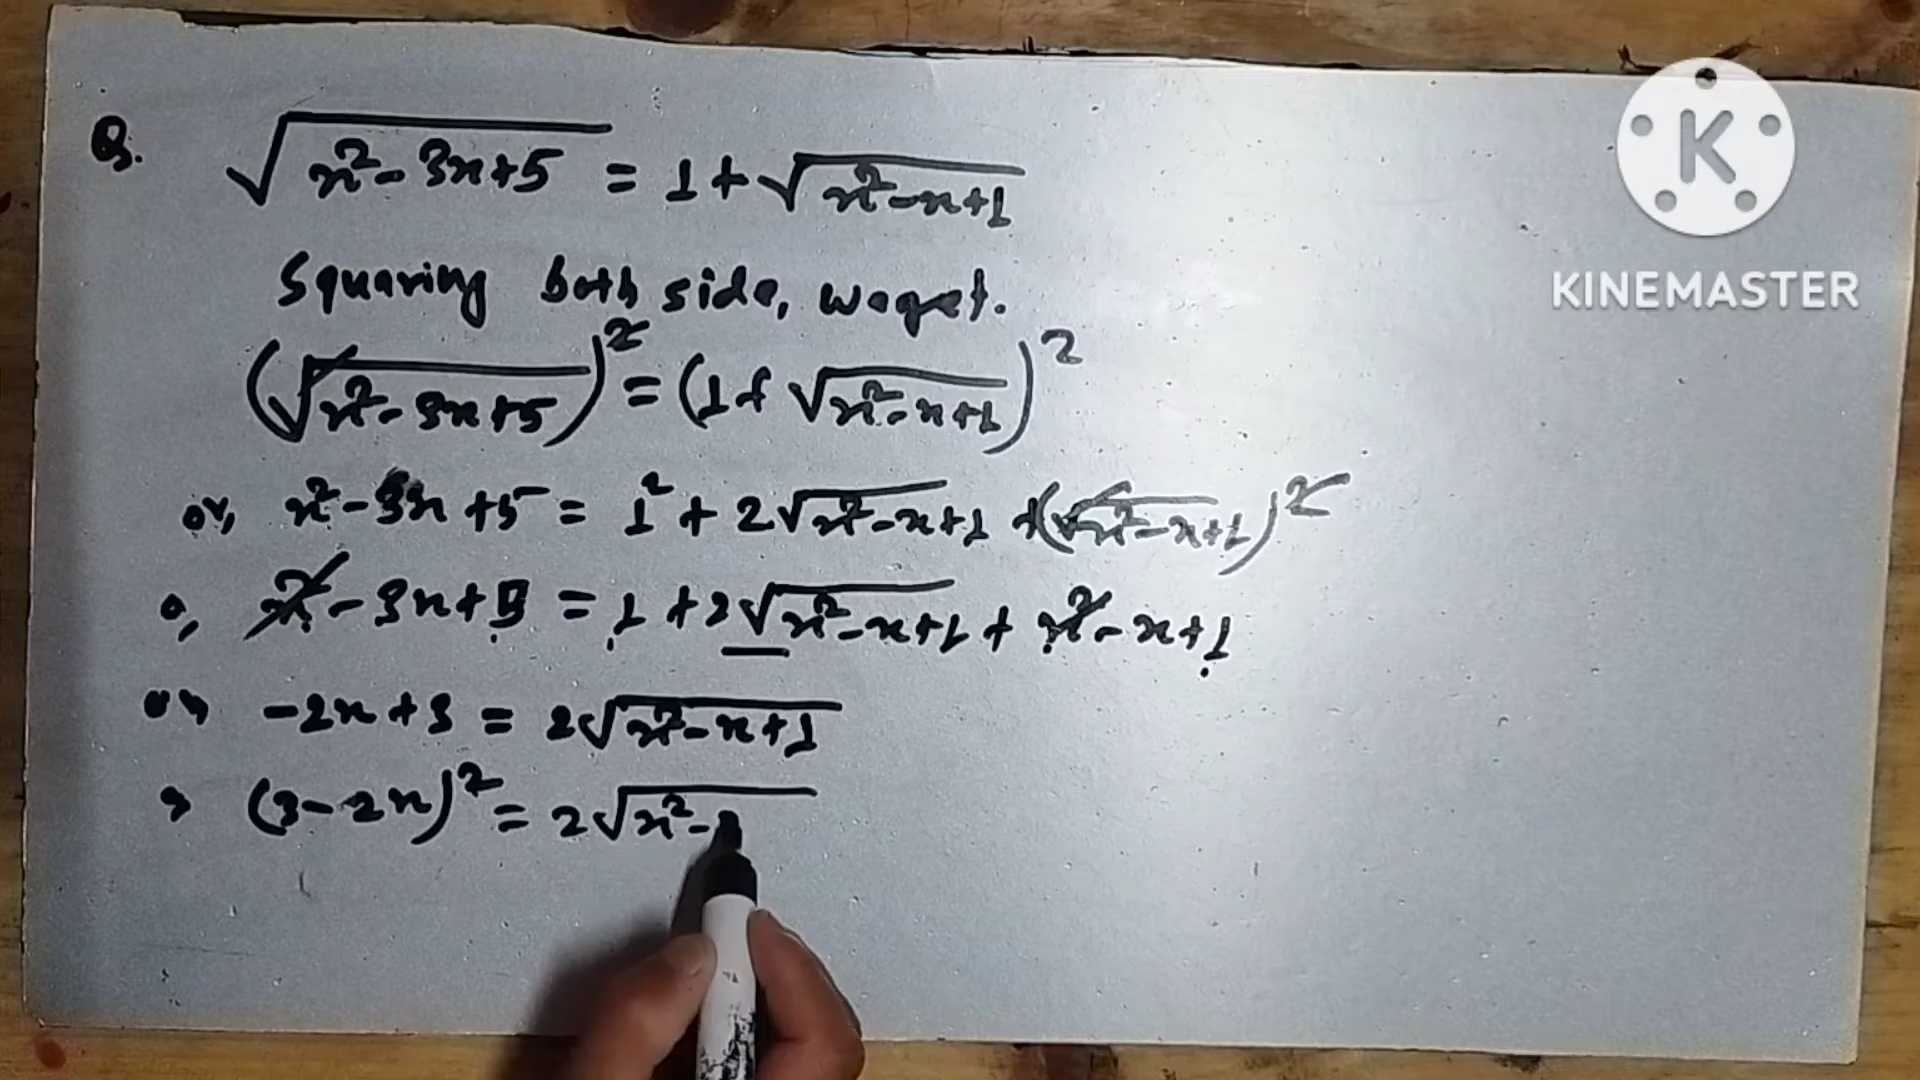 Q. √(x²-3x+5) = 1+√(x²-x+1)
Squaring both side, we get.
(√(x²-3x+5))² = (1+√(x²-x+1))²
or, x²-3x+5 = 1²+2√(x²-x+1)+(√(x²-x+1))²
o, x²-3x+5 = 1+2√(x²-x+1)+x²-x+1
or -2x+3 = 2√(x²-x+1)
(3-2x)² = 2√(x²-
K
KINEMASTER